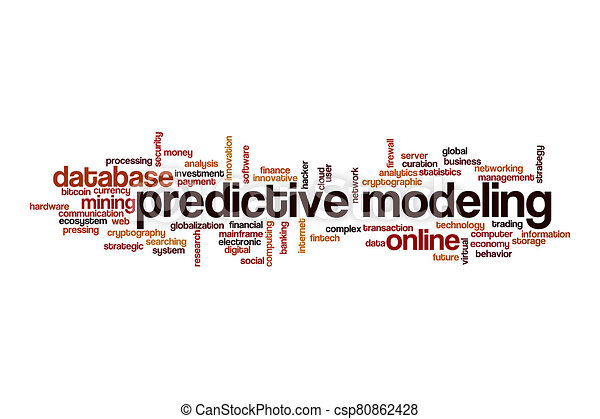 security
money
processing
analysis
innovation
software
investment
payment
finance
innovative
hacker
cloud
user
network
firewall
server
curation
analytics
statistics
cryptographic
global
business
networking
management
strategy
database
bitcoin
currency
hardware
mining
predictive modeling
communication
ecosystem
web
pressing
cryptography
strategic
searching
system
globalization
research
financial
mainframe
electronic
digital
social
computing
banking
internet
fintech
complex
transaction
data
online
technology
trading
future
virtual
computer
economy
behavior
information
storage
© Can Stock Photo - csp80862428